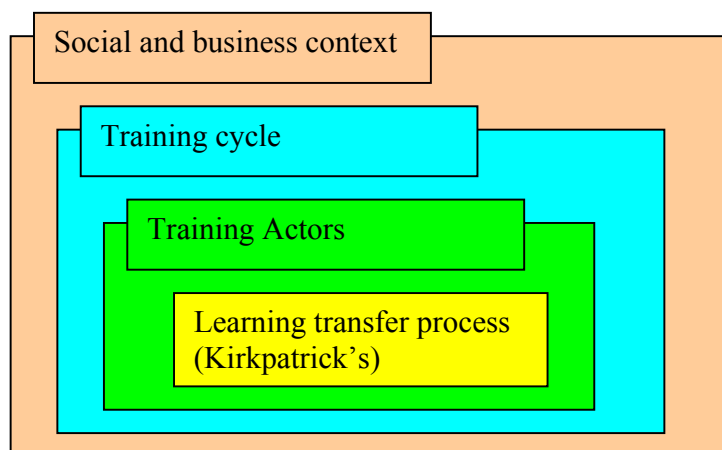 Social and business context
Training cycle
Training Actors
Learning transfer process
(Kirkpatrick’s)